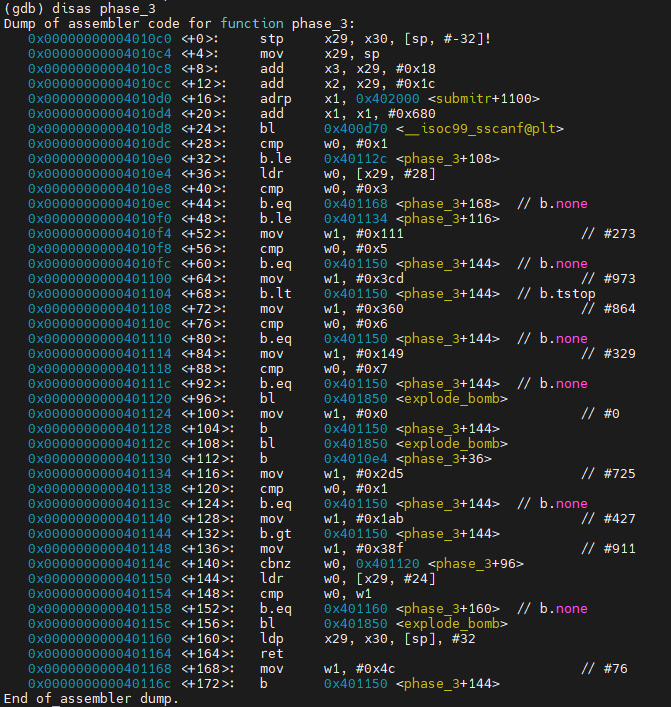 (gdb) disas phase_3
Dump of assembler code for function phase_3:
   0x00000000004010c0 <+0>:     stp     x29, x30, [sp, #-32]!
   0x00000000004010c4 <+4>:     mov     x29, sp
   0x00000000004010c8 <+8>:     add     x3, x29, #0x18
   0x00000000004010cc <+12>:    add     x2, x29, #0x1c
   0x00000000004010d0 <+16>:    adrp    x1, 0x402000 <submitr+1100>
   0x00000000004010d4 <+20>:    add     x1, x1, #0x680
   0x00000000004010d8 <+24>:    bl      0x400d70 <__isoc99_sscanf@plt>
   0x00000000004010dc <+28>:    cmp     w0, #0x1
   0x00000000004010e0 <+32>:    b.le    0x40112c <phase_3+108>
   0x00000000004010e4 <+36>:    ldr     w0, [x29, #28]
   0x00000000004010e8 <+40>:    cmp     w0, #0x3
   0x00000000004010ec <+44>:    b.eq    0x401168 <phase_3+168>  // b.none
   0x00000000004010f0 <+48>:    b.le    0x401134 <phase_3+116>
   0x00000000004010f4 <+52>:    mov     w1, #0x111                      // #273
   0x00000000004010f8 <+56>:    cmp     w0, #0x5
   0x00000000004010fc <+60>:    b.eq    0x401150 <phase_3+144>  // b.none
   0x0000000000401100 <+64>:    mov     w1, #0x3cd                      // #973
   0x0000000000401104 <+68>:    b.lt    0x401150 <phase_3+144>  // b.tstop
   0x0000000000401108 <+72>:    mov     w1, #0x360                      // #864
   0x000000000040110c <+76>:    cmp     w0, #0x6
   0x0000000000401110 <+80>:    b.eq    0x401150 <phase_3+144>  // b.none
   0x0000000000401114 <+84>:    mov     w1, #0x149                      // #329
   0x0000000000401118 <+88>:    cmp     w0, #0x7
   0x000000000040111c <+92>:    b.eq    0x401150 <phase_3+144>  // b.none
   0x0000000000401120 <+96>:    bl      0x401850 <explode_bomb>
   0x0000000000401124 <+100>:   mov     w1, #0x0                        // #0
   0x0000000000401128 <+104>:   b       0x401150 <phase_3+144>
   0x000000000040112c <+108>:   bl      0x401850 <explode_bomb>
   0x0000000000401130 <+112>:   b       0x4010e4 <phase_3+36>
   0x0000000000401134 <+116>:   mov     w1, #0x2d5                      // #725
   0x0000000000401138 <+120>:   cmp     w0, #0x1
   0x000000000040113c <+124>:   b.eq    0x401150 <phase_3+144>  // b.none
   0x0000000000401140 <+128>:   mov     w1, #0x1ab                      // #427
   0x0000000000401144 <+132>:   b.gt    0x401150 <phase_3+144>
   0x0000000000401148 <+136>:   mov     w1, #0x38f                      // #911
   0x000000000040114c <+140>:   cbnz    w0, 0x401120 <phase_3+96>
   0x0000000000401150 <+144>:   ldr     w0, [x29, #24]
   0x0000000000401154 <+148>:   cmp     w0, w1
   0x0000000000401158 <+152>:   b.eq    0x401160 <phase_3+160>  // b.none
   0x000000000040115c <+156>:   bl      0x401850 <explode_bomb>
   0x0000000000401160 <+160>:   ldp     x29, x30, [sp], #32
   0x0000000000401164 <+164>:   ret
   0x0000000000401168 <+168>:   mov     w1, #0x4c                       // #76
   0x000000000040116c <+172>:   b       0x401150 <phase_3+144>
End of assembler dump.